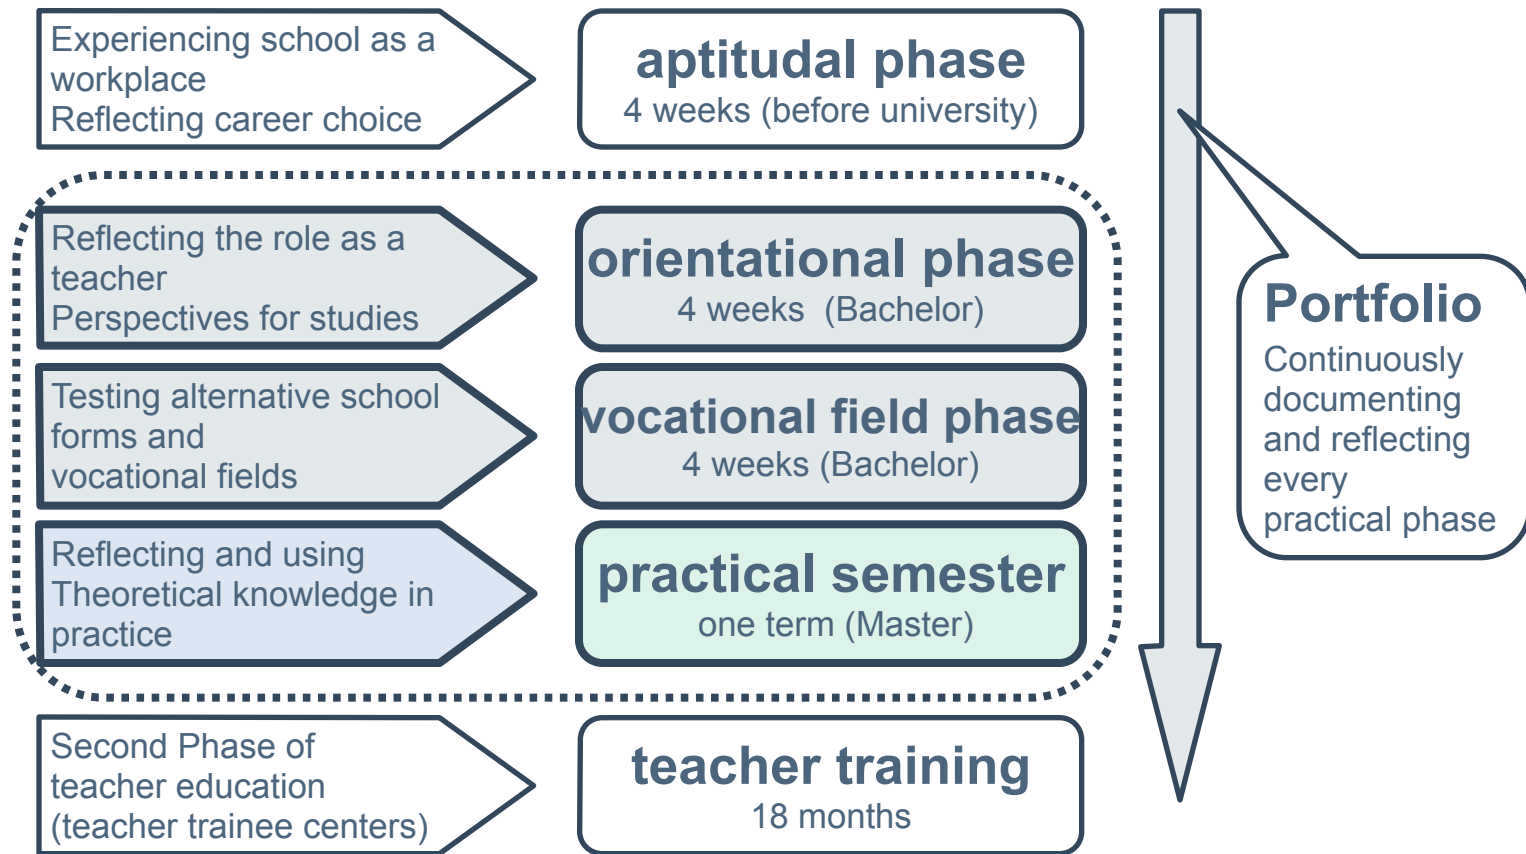 Experiencing school as a
workplace
Reflecting career choice
aptitudal phase
4 weeks (before university)
Reflecting the role as a
teacher
Perspectives for studies
orientational phase
4 weeks (Bachelor)
Testing alternative school
forms and
vocational fields
vocational field phase
4 weeks (Bachelor)
Reflecting and using
Theoretical knowledge in
practice
practical semester
one term (Master)
Second Phase of
teacher education
(teacher trainee centers)
teacher training
18 months
Portfolio
Continuously
documenting
and reflecting
every
practical phase